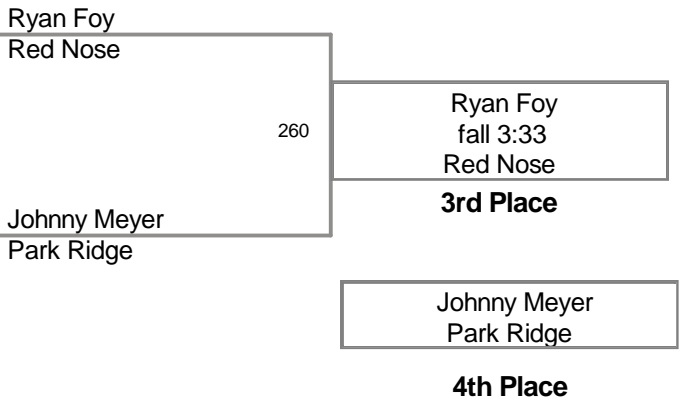 Ryan Foy
Red Nose
260
Ryan Foy
fall 3:33
Red Nose
3rd Place
Johnny Meyer
Park Ridge
Johnny Meyer
Park Ridge
4th Place